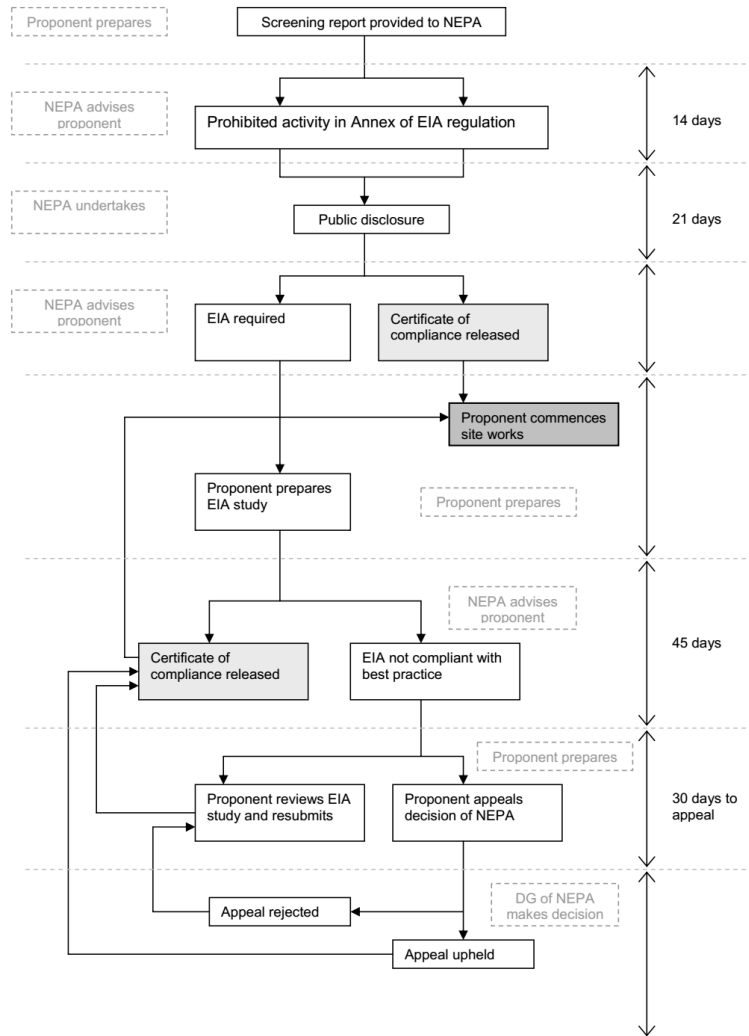 Proponent prepares
Screening report provided to NEPA
NEPA advises
proponent
Prohibited activity in Annex of EIA regulation
14 days
NEPA undertakes
Public disclosure
21 days
NEPA advises
proponent
EIA required
Certificate of
compliance released
Proponent commences
site works
Proponent prepares
EIA study
Proponent prepares
NEPA advises
proponent
Certificate of
compliance released
EIA not compliant with
best practice
45 days
Proponent prepares
Proponent reviews EIA
study and resubmits
Proponent appeals
decision of NEPA
30 days to
appeal
Appeal rejected
DG of NEPA
makes decision
Appeal upheld